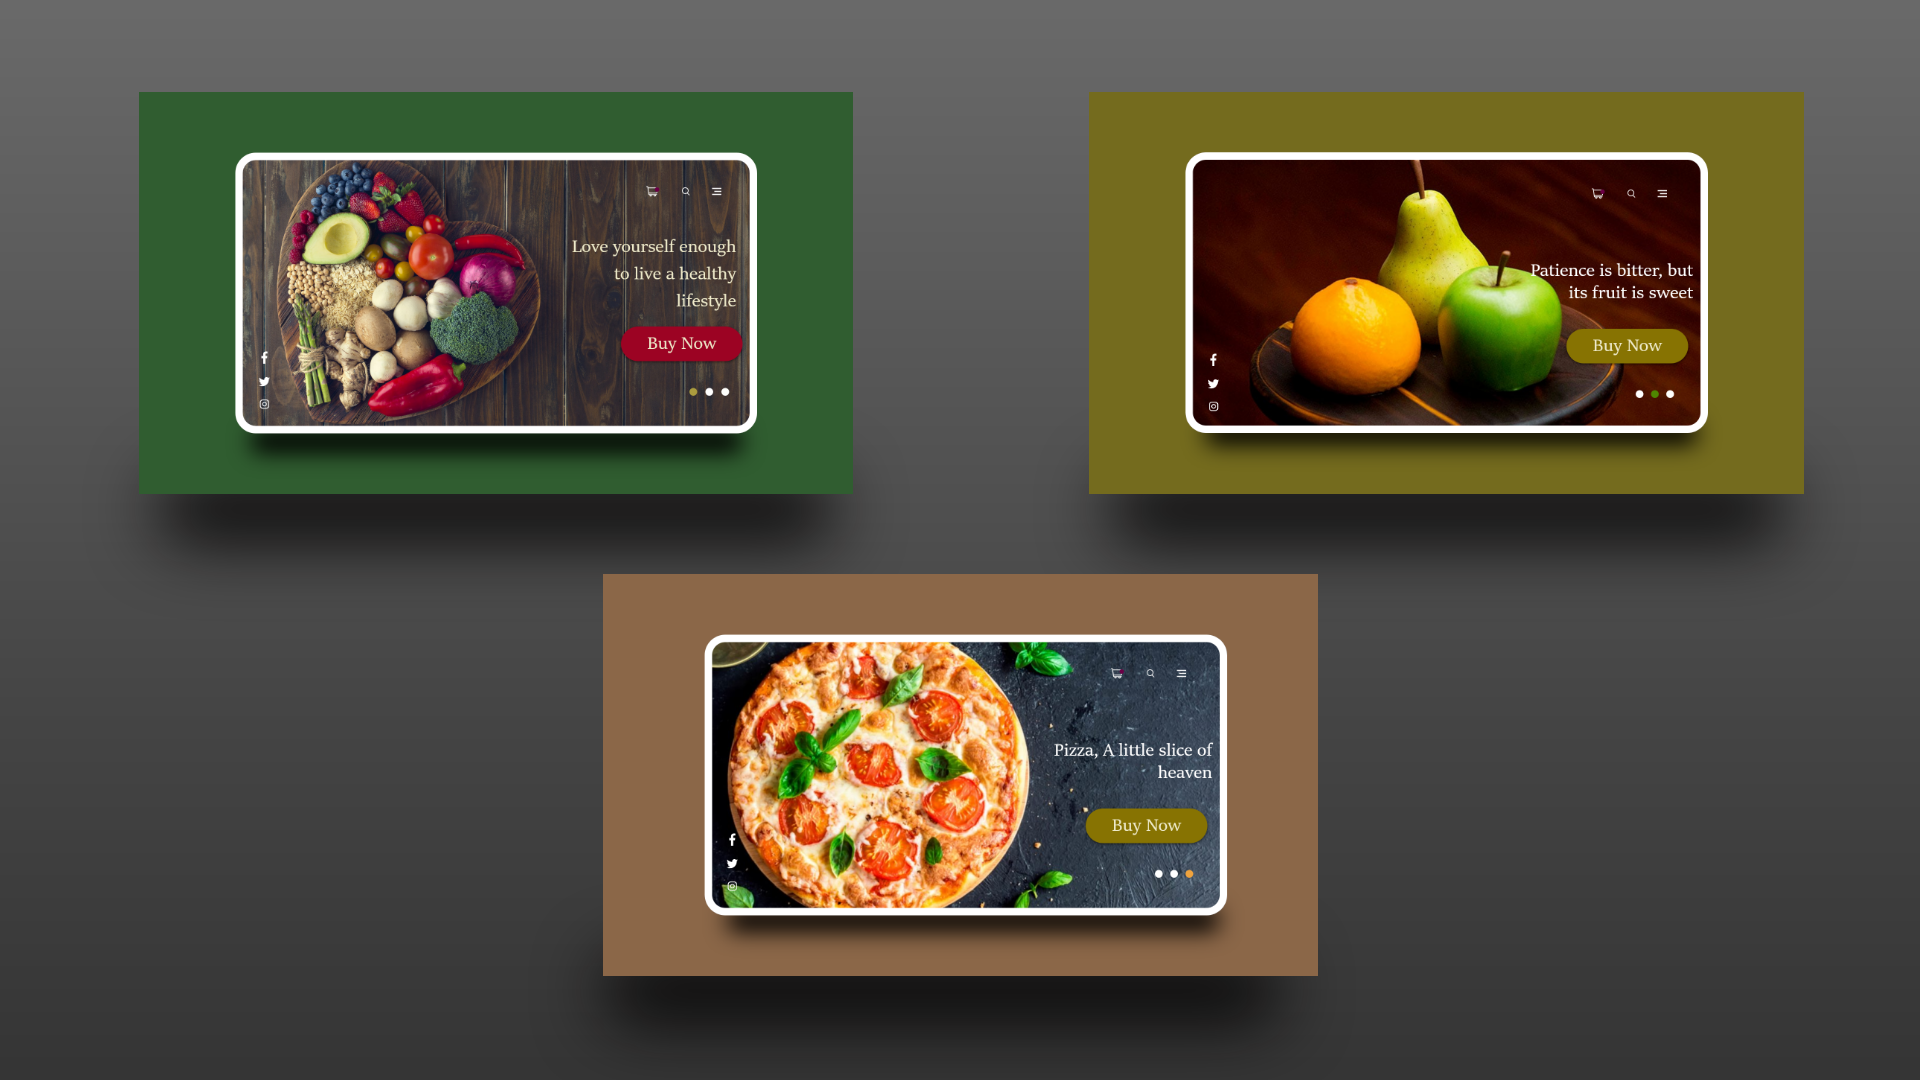 Love yourself enough
to live a healthy
lifestyle
Buy Now
Patience is bitter, but
its fruit is sweet
Buy Now
Pizza, A little slice of
heaven
Buy Now